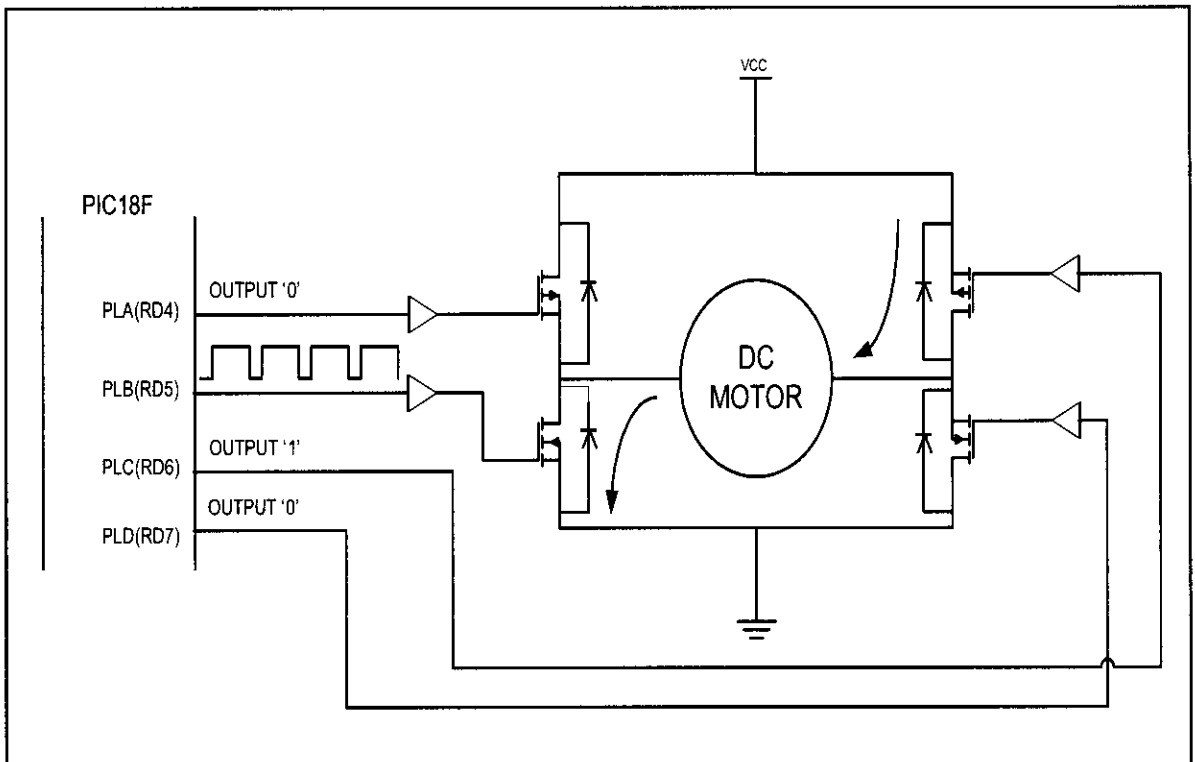 VCC
PIC18F
OUTPUT '0'
PLA(RD4)
PLB(RD5)
OUTPUT '1'
PLC(RD6)
OUTPUT '0'
PLD(RD7)
DC
MOTOR